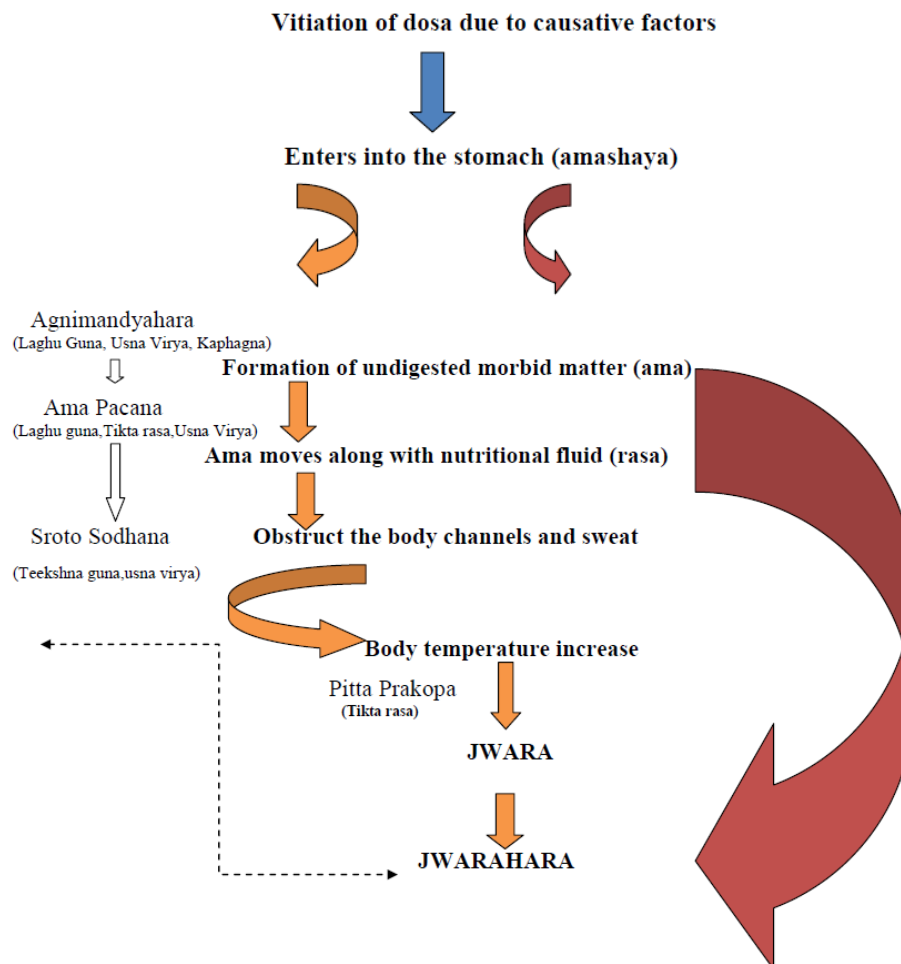 Vitiation of dosa due to causative factors
Enters into the stomach (amashaya)
Agnimandyahara
(Laghu Guna, Usna Virya, Kaphagna)
Formation of undigested morbid matter (ama)
Ama Pacana
(Laghu guna,Tikta rasa,Usna Virya)
Ama moves along with nutritional fluid (rasa)
Sroto Sodhana
Obstruct the body channels and sweat
(Teekshna guna,usna virya)
Body temperature increase
Pitta Prakopa
(Tikta rasa)
JWARA
JWARAHARA